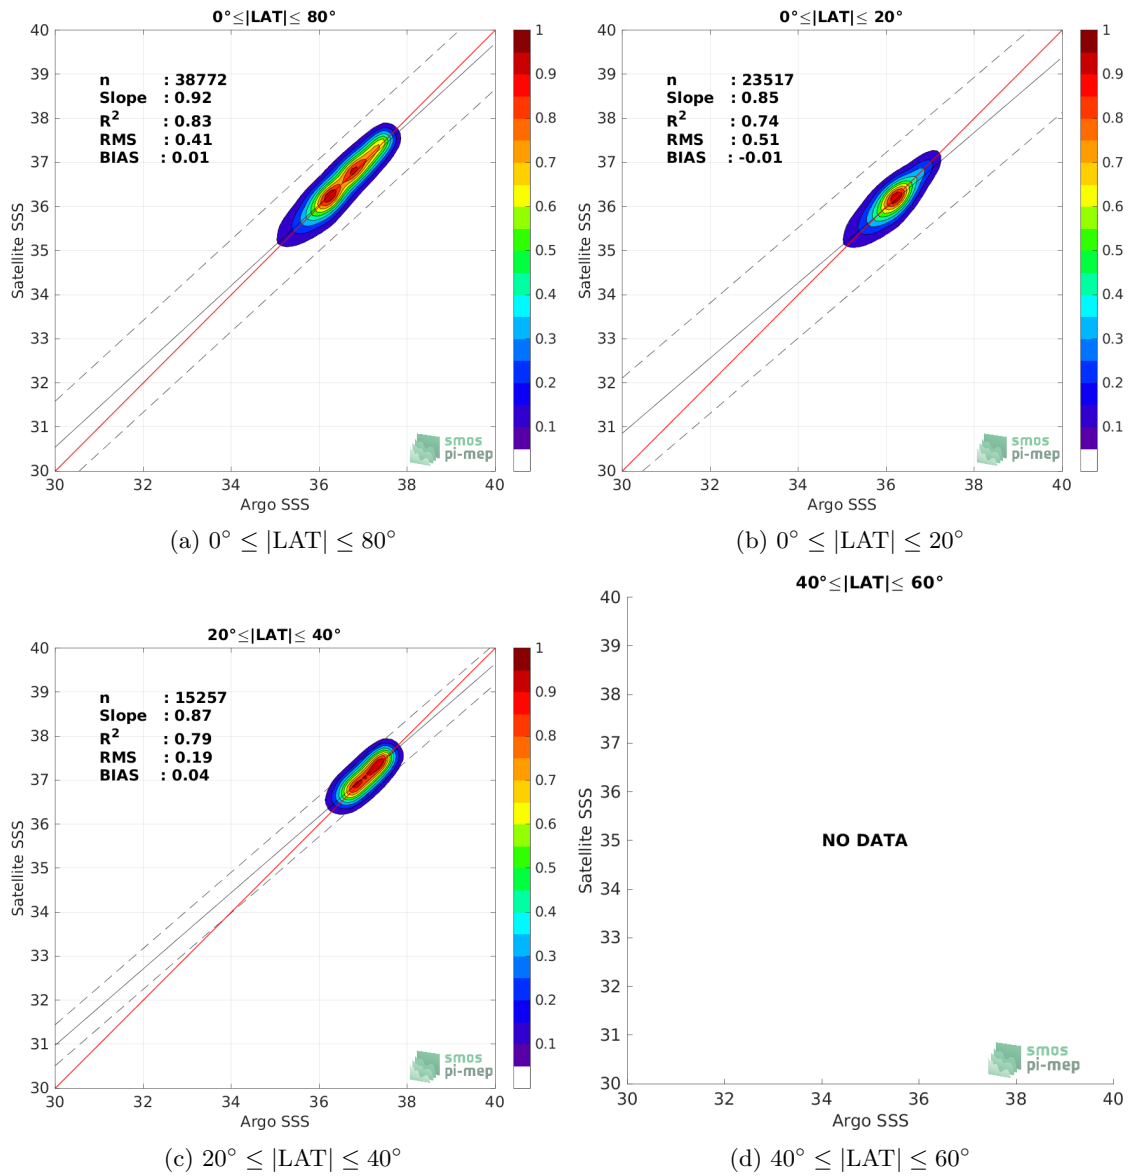 0°≤|LAT|≤ 80°
40
39
38
37
36
35
34
33
32
31
30
Satellite SSS
n : 38772
Slope : 0.92
R² : 0.83
RMS : 0.41
BIAS : 0.01
smos
pi-mep
30 32 34 36 38 40
Argo SSS
1
0.9
0.8
0.7
0.6
0.5
0.4
0.3
0.2
0.1
(a) 0° ≤ |LAT| ≤ 80°
0°≤|LAT|≤ 20°
40
39
38
37
36
35
34
33
32
31
30
Satellite SSS
n : 23517
Slope : 0.85
R² : 0.74
RMS : 0.51
BIAS : -0.01
smos
pi-mep
30 32 34 36 38 40
Argo SSS
1
0.9
0.8
0.7
0.6
0.5
0.4
0.3
0.2
0.1
(b) 0° ≤ |LAT| ≤ 20°
20°≤|LAT|≤ 40°
40
39
38
37
36
35
34
33
32
31
30
Satellite SSS
n : 15257
Slope : 0.87
R² : 0.79
RMS : 0.19
BIAS : 0.04
smos
pi-mep
30 32 34 36 38 40
Argo SSS
1
0.9
0.8
0.7
0.6
0.5
0.4
0.3
0.2
0.1
(c) 20° ≤ |LAT| ≤ 40°
40°≤|LAT|≤ 60°
40
39
38
37
36
35
34
33
32
31
30
Satellite SSS
NO DATA
smos
pi-mep
30 32 34 36 38 40
Argo SSS
(d) 40° ≤ |LAT| ≤ 60°